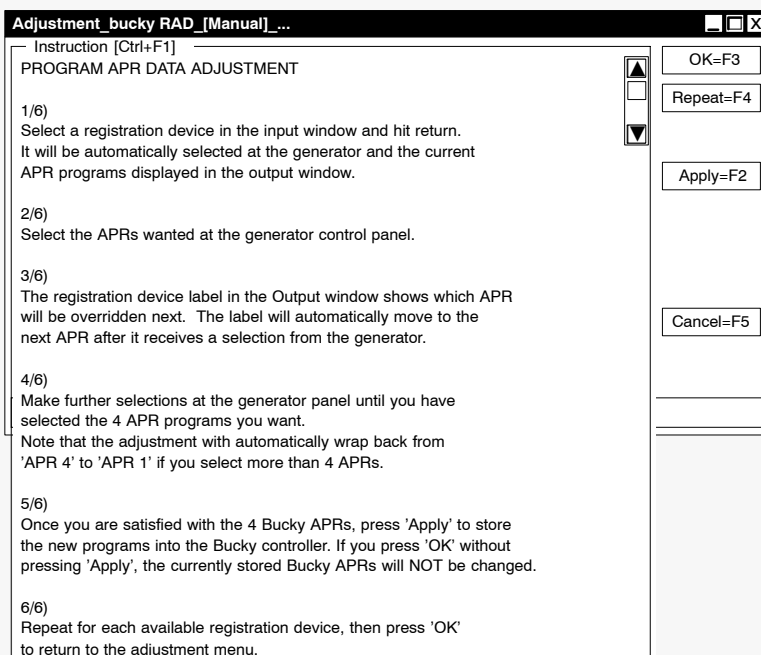 Adjustment_bucky RAD_[Manual]_...
Instruction [Ctrl+F1]
PROGRAM APR DATA ADJUSTMENT
1/6)
Select a registration device in the input window and hit return.
It will be automatically selected at the generator and the current
APR programs displayed in the output window.
2/6)
Select the APRs wanted at the generator control panel.
3/6)
The registration device label in the Output window shows which APR
will be overridden next.  The label will automatically move to the
next APR after it receives a selection from the generator.
4/6)
Make further selections at the generator panel until you have
selected the 4 APR programs you want.
Note that the adjustment with automatically wrap back from
’APR 4’ to ’APR 1’ if you select more than 4 APRs.
5/6)
Once you are satisfied with the 4 Bucky APRs, press ’Apply’ to store
the new programs into the Bucky controller. If you press ’OK’ without
pressing ’Apply’, the currently stored Bucky APRs will NOT be changed.
6/6)
Repeat for each available registration device, then press ’OK’
to return to the adjustment menu.
OK=F3
Repeat=F4
Apply=F2
Cancel=F5